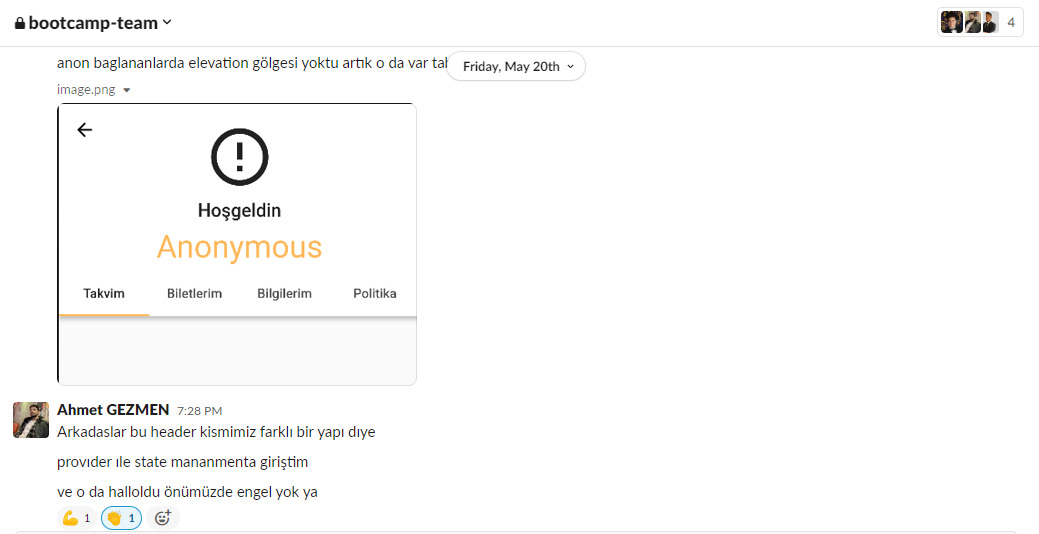 bootcamp-team
4
anon baglananlarda elevation gölgesi yoktu artık o da var
Friday, May 20th
image.png
Hoşgeldin
Anonymous
Takvim Biletlerim Bilgilerim Politika
Ahmet GEZMEN 7:28 PM
Arkadaslar bu header kismimiz farklı bir yapı dıye
provıder ıle state mananmenta giriştim
ve o da halloldu önümüzde engel yok ya
1 1